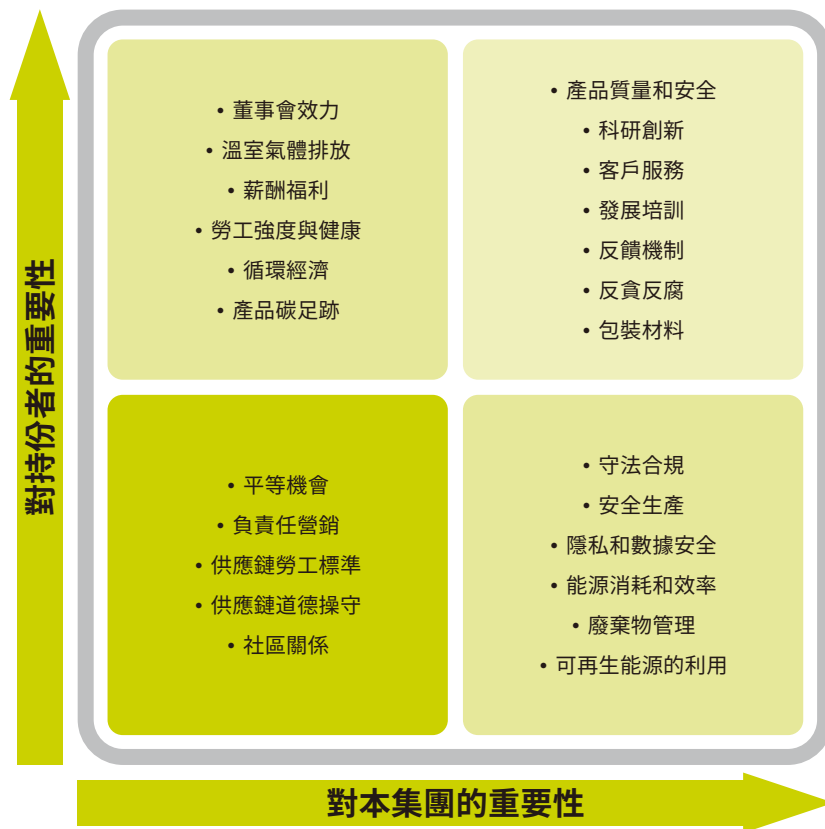 對持份者的重要性
• 董事會效力
• 溫室氣體排放
• 薪酬福利
• 勞工強度與健康
• 循環經濟
• 產品碳足跡
• 產品質量和安全
• 科研創新
• 客戶服務
• 發展培訓
• 反饋機制
• 反貪反腐
• 包裝材料
• 平等機會
• 負責任營銷
• 供應鏈勞工標準
• 供應鏈道德操守
• 社區關係
• 守法合規
• 安全生產
• 隱私和數據安全
• 能源消耗和效率
• 廢棄物管理
• 可再生能源的利用
對本集團的重要性